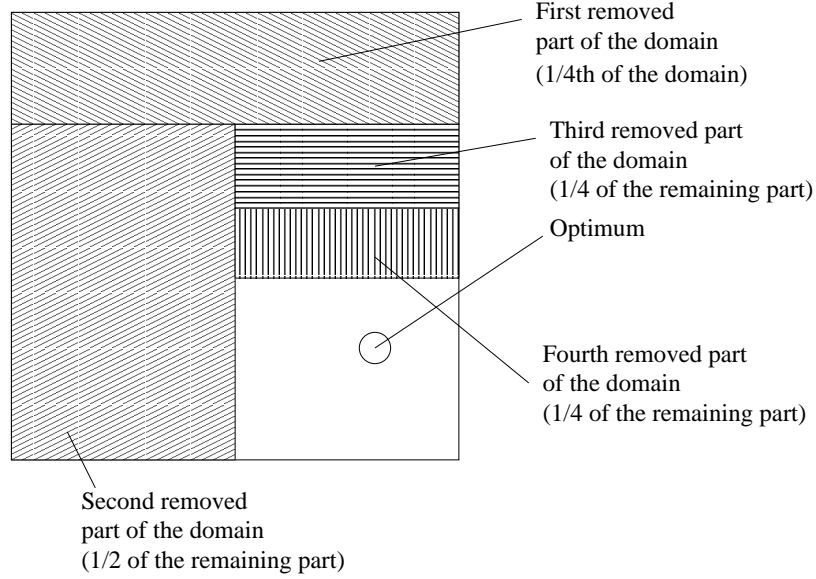 First removed
part of the domain
(1/4th of the domain)
Third removed part
of the domain
(1/4 of the remaining part)
Optimum
Fourth removed part
of the domain
(1/4 of the remaining part)
Second removed
part of the domain
(1/2 of the remaining part)